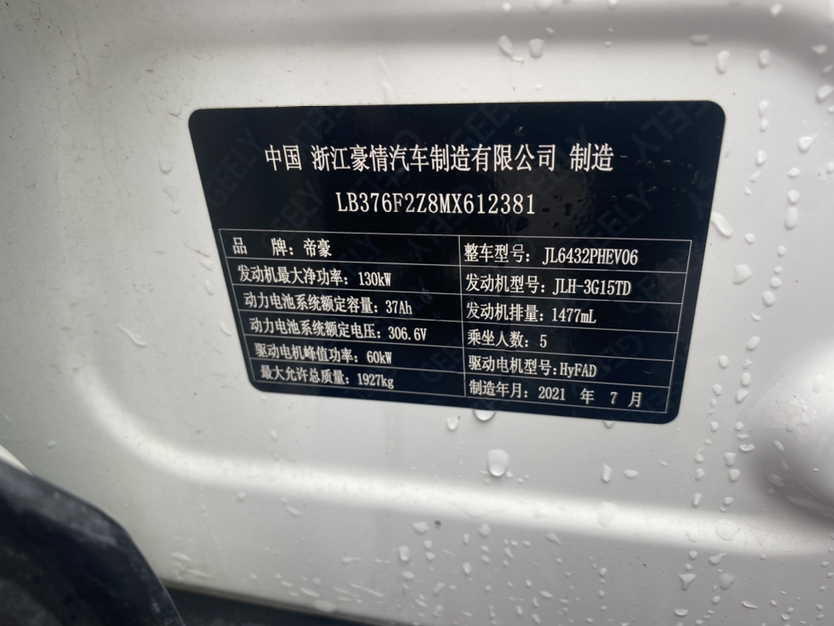 中国 浙江豪情汽车制造有限公司 制造
LB376F2Z8MX612381
品 牌：帝豪 整车型号：JL6432PHEV06
发动机最大净功率：130kW 发动机型号：JLH-3G15TD
动力电池系统额定容量：37Ah 发动机排量：1477mL
动力电池系统额定电压：306.6V 乘坐人数：5
驱动电机峰值功率：60kW 驱动电机型号:HyFAD
最大允许总质量：1927kg 制造年月：2021 年 7 月